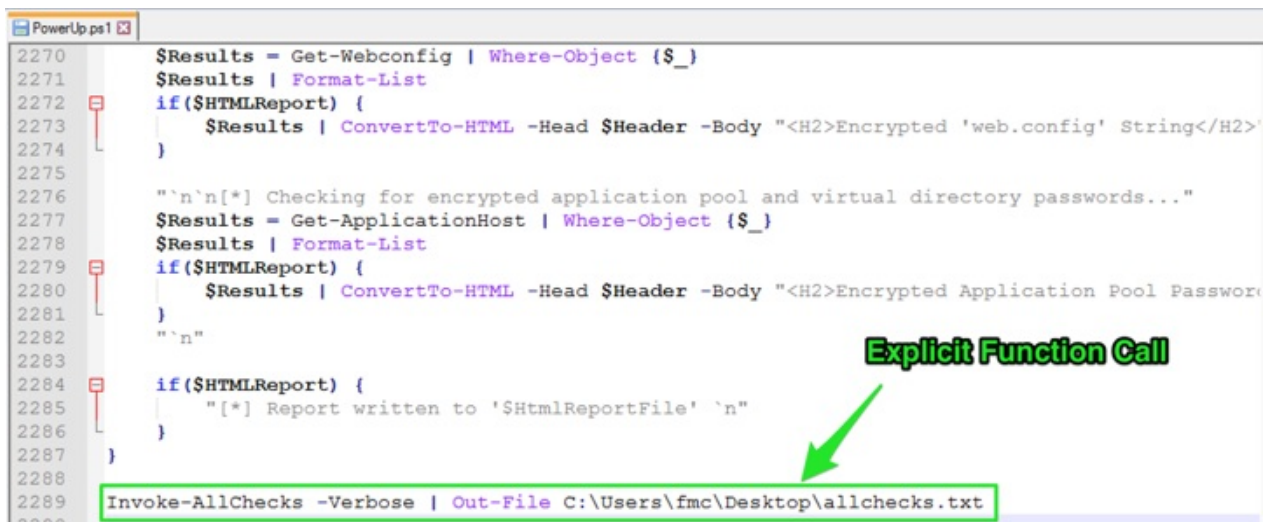 PowerUp.ps1
2270 $Results = Get-Webconfig | Where-Object {$_}
2271 $Results | Format-List
2272 if($HTMLReport) {
2273 $Results | ConvertTo-HTML -Head $Header -Body "<H2>Encrypted 'web.config' String</H2>"
2274 }
2275
2276 "`n`n[*] Checking for encrypted application pool and virtual directory passwords..."
2277 $Results = Get-ApplicationHost | Where-Object {$_}
2278 $Results | Format-List
2279 if($HTMLReport) {
2280 $Results | ConvertTo-HTML -Head $Header -Body "<H2>Encrypted Application Pool Password
2281 }
2282 "`n"
2283
Explicit Function Call
2284 if($HTMLReport) {
2285 "[*] Report written to '$HtmlReportFile' `n"
2286 }
2287 }
2288
2289 Invoke-AllChecks -Verbose | Out-File C:\Users\fmc\Desktop\allchecks.txt